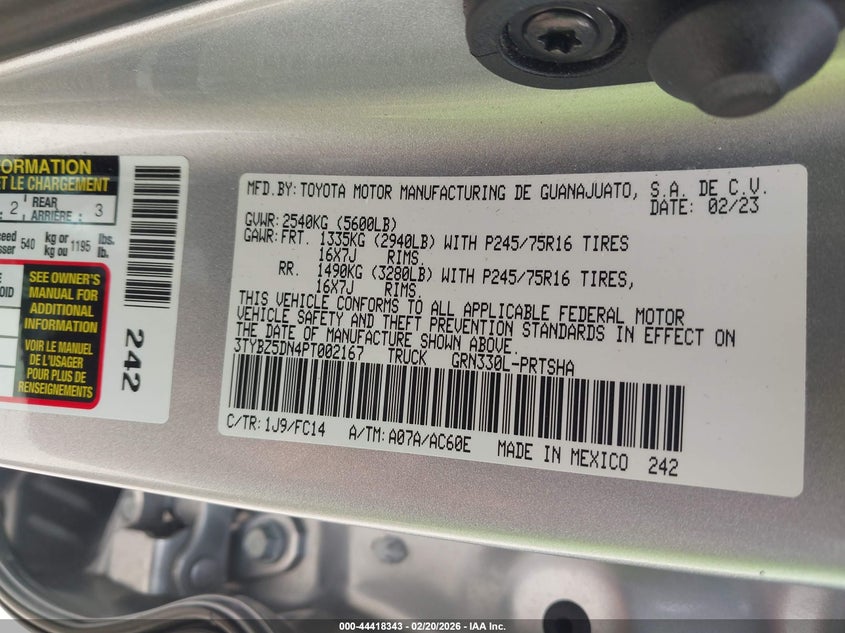 FORMATION
ET LE CHARGEMENT
2 REAR ARRIÈRE : 3
kg or kg ou
540
1195
lbs. lb.
SEE OWNER'S
MANUAL FOR
ADDITIONAL
INFORMATION
VOIR LE MANUEL
DE L'USAGER
POUR PLUS DE
RENSEIGNEMENTS
242
MFD.BY:TOYOTA MOTOR MANUFACTURING DE GUANAJUATO, S.A. DE C.V.
DATE: 02/23
GVWR:2540KG (5600LB)
GAWR:FRT. 1335KG (2940LB) WITH P245/75R16 TIRES
16X7J RIMS.
RR. 1490KG (3280LB) WITH P245/75R16 TIRES,
16X7J RIMS.
THIS VEHICLE CONFORMS TO ALL APPLICABLE FEDERAL MOTOR
VEHICLE SAFETY AND THEFT PREVENTION STANDARDS IN EFFECT ON
THE DATE OF MANUFACTURE SHOWN ABOVE.
3TYBZ5DN4PT002167 TRUCK GRN330L-PRTSHA
C/TR:1J9/FC14 A/TM:A07A/AC60E MADE IN MEXICO 242
000-44418343 - 02/20/2026 - IAA Inc.